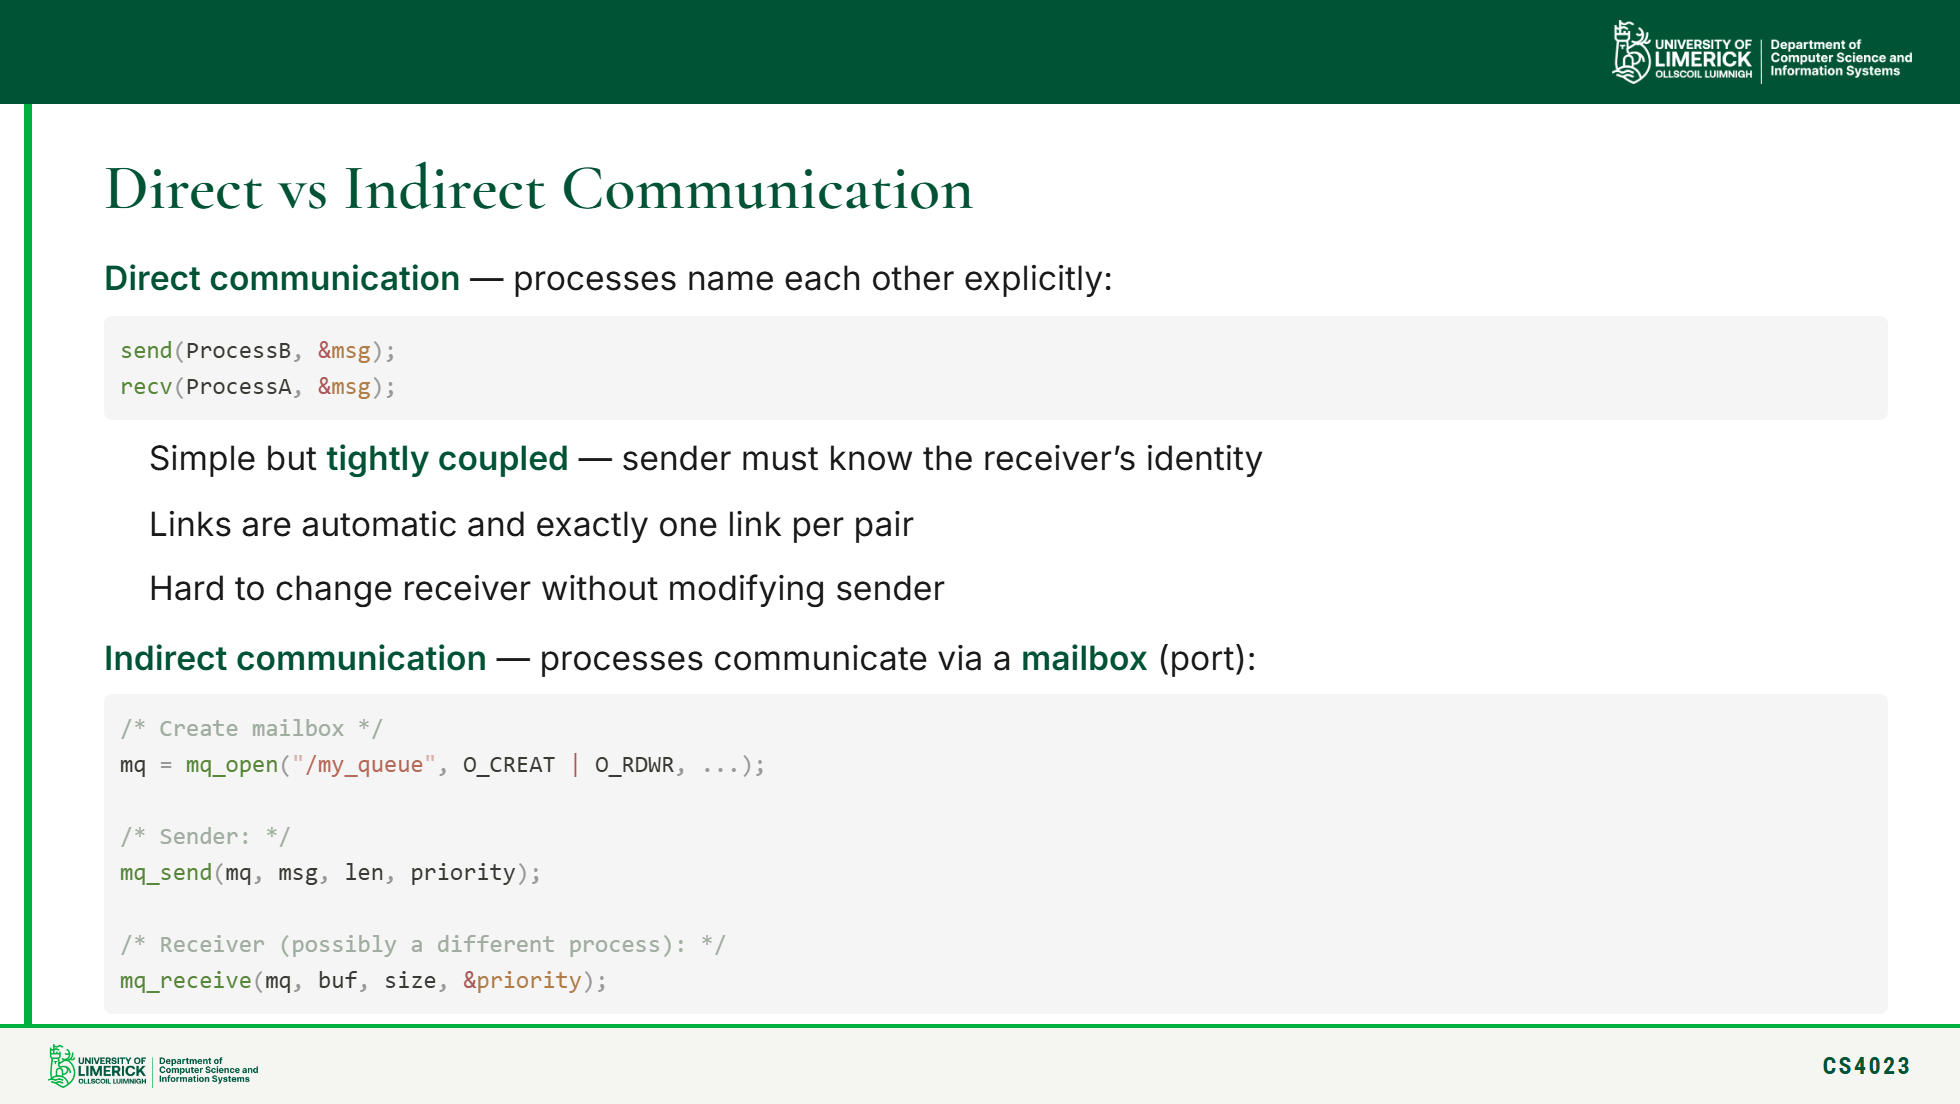 UNIVERSITY OF
LIMERICK
OLLSCOIL LUIMNIGH
Department of
Computer Science and
Information Systems
Direct vs Indirect Communication
Direct communication — processes name each other explicitly:
send(ProcessB, &msg);
recv(ProcessA, &msg);
Simple but tightly coupled — sender must know the receiver’s identity
Links are automatic and exactly one link per pair
Hard to change receiver without modifying sender
Indirect communication — processes communicate via a mailbox (port):
/* Create mailbox */
mq = mq_open("/my_queue", O_CREAT | O_RDWR, ...);
/* Sender: */
mq_send(mq, msg, len, priority);
/* Receiver (possibly a different process): */
mq_receive(mq, buf, size, &priority);
UNIVERSITY OF
LIMERICK
OLLSCOIL LUIMNIGH
Department of
Computer Science and
Information Systems
CS4023